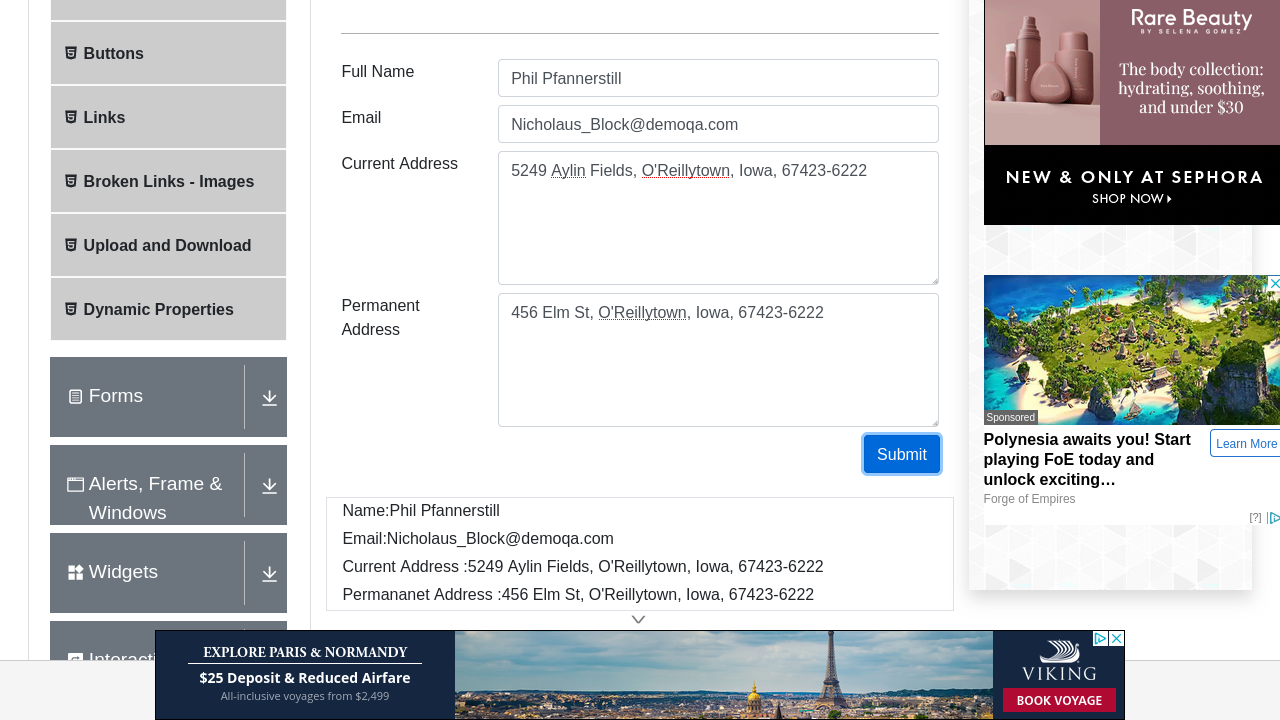 Buttons
Links
Broken Links - Images
Upload and Download
Dynamic Properties
Forms
Alerts, Frame &
Windows
Widgets
Full Name
Phil Pfannerstill
Email
Nicholaus_Block@demoqa.com
Current Address
5249 Aylin Fields, O'Reillytown, Iowa, 67423-6222
Permanent
Address
456 Elm St, O'Reillytown, Iowa, 67423-6222
Submit
Name:Phil Pfannerstill
Email:Nicholaus_Block@demoqa.com
Current Address :5249 Aylin Fields, O'Reillytown, Iowa, 67423-6222
Permananet Address :456 Elm St, O'Reillytown, Iowa, 67423-6222
Rare Beauty
BY SELENA GOMEZ
The body collection:
hydrating, soothing,
and under $30
NEW & ONLY AT SEPHORA
SHOP NOW
Sponsored
Polynesia awaits you! Start
playing FoE today and
unlock exciting…
Learn More
Forge of Empires
[?]
EXPLORE PARIS & NORMANDY
$25 Deposit & Reduced Airfare
All-inclusive voyages from $2,499
VIKING
BOOK VOYAGE